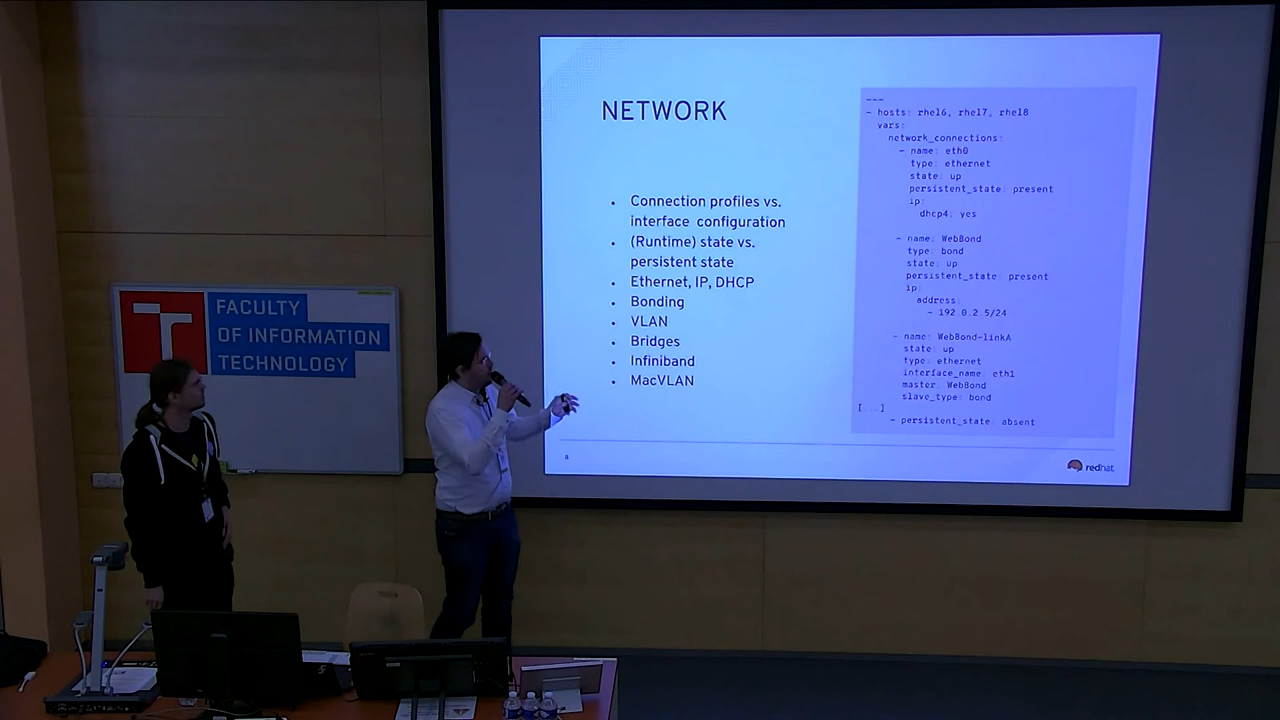 FACULTY
OF INFORMATION
TECHNOLOGY
NETWORK
Connection profiles vs.
interface configuration
(Runtime) state vs.
persistent state
Ethernet, IP, DHCP
Bonding
VLAN
Bridges
Infiniband
MacVLAN
---
- hosts: rhel6, rhel7, rhel8
vars:
network_connections:
- name: eth0
type: ethernet
state: up
persistent_state: present
ip:
dhcp4: yes
- name: WebBond
type: bond
state: up
persistent_state: present
ip:
address:
- 192.0.2.5/24
- name: WebBond-linkA
state: up
type: ethernet
interface_name: eth1
master: WebBond
slave_type: bond
[...]
- persistent_state: absent
8
redhat